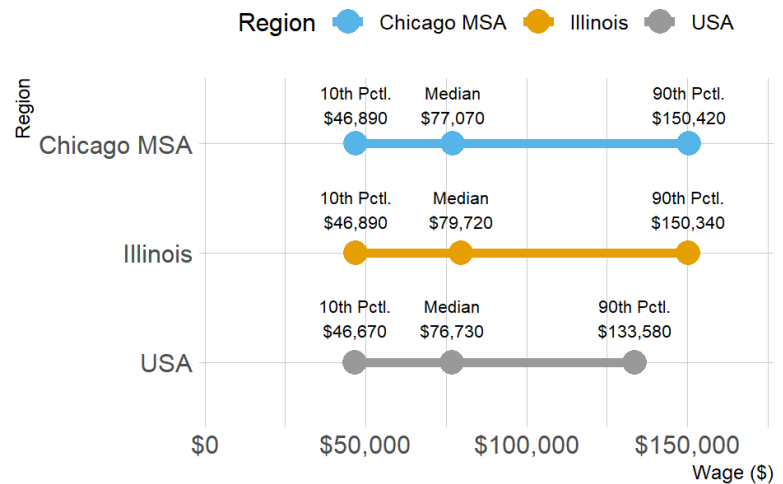 Region Chicago MSA Illinois USA
Region
10th Pctl. Median 90th Pctl.
$46,890 $77,070 $150,420
Chicago MSA
10th Pctl. Median 90th Pctl.
$46,890 $79,720 $150,340
Illinois
10th Pctl. Median 90th Pctl.
$46,670 $76,730 $133,580
USA
$0 $50,000 $100,000 $150,000
Wage ($)